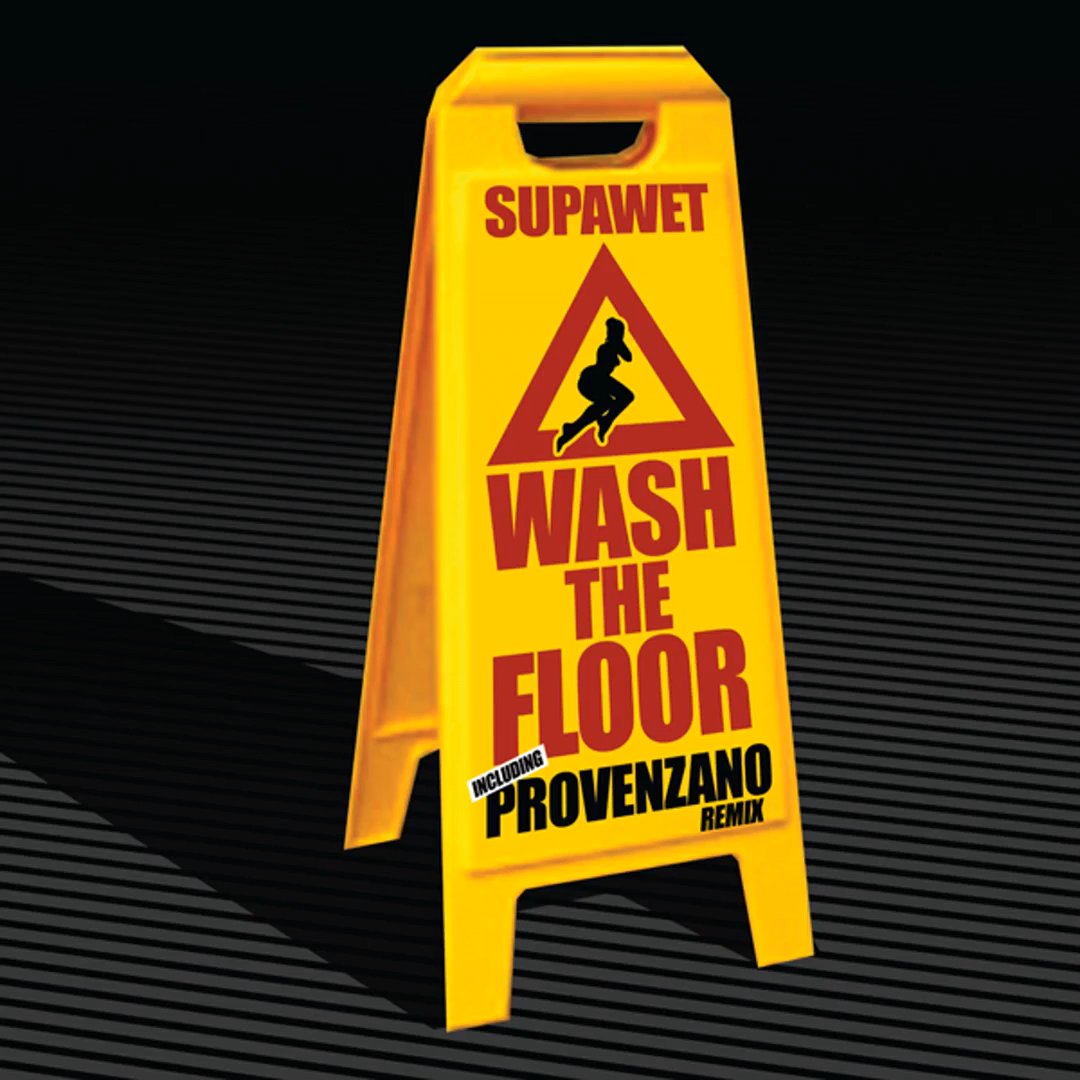 SUPAWET
WASH
THE
FLOOR
INCLUDING
PROVENZANO
REMIX